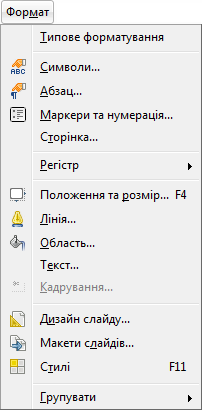 Формат
Типове форматування
ABC
Символи...
Абзац...
Маркери та нумерація...
Сторінка...
Регістр
Положення та розмір... F4
Лінія...
Область...
Текст...
Кадрування...
Дизайн слайду...
Макети слайдів...
Стилі F11
Групувати